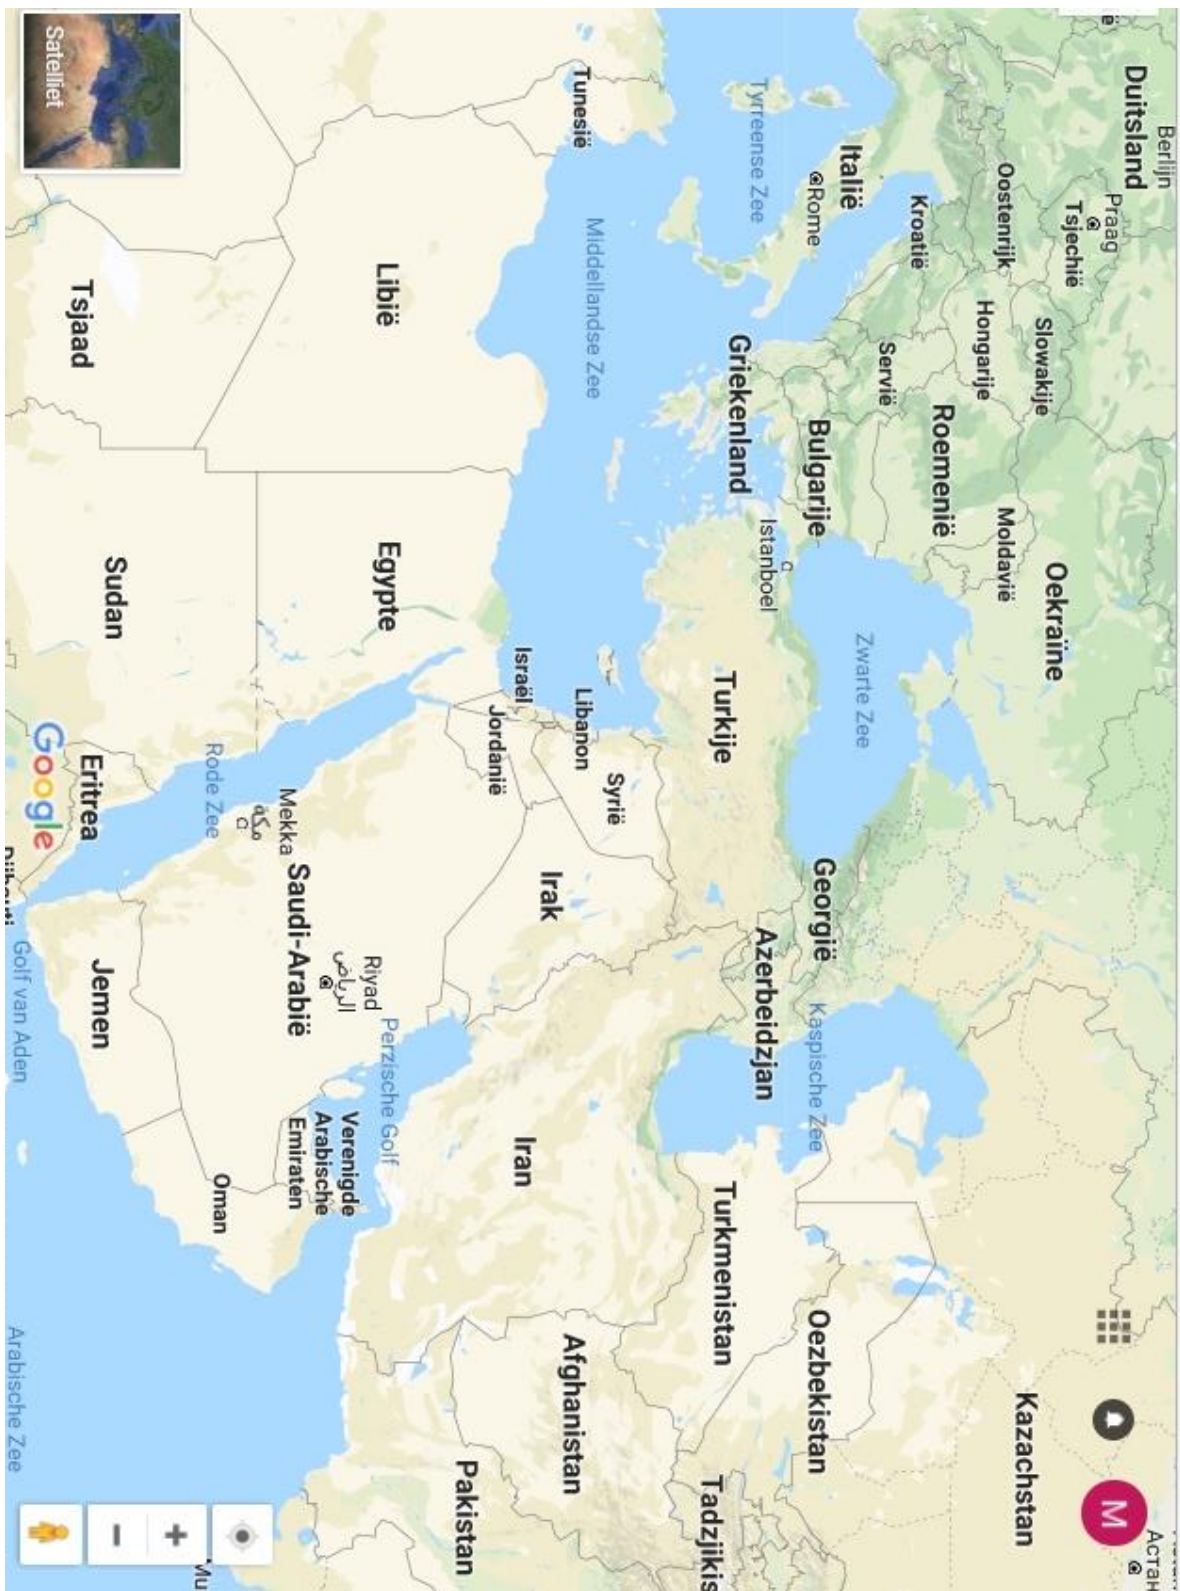 Berlijn
Duitsland
Praag
Tsjechië
Slowakije
Oekraïne
Kazachstan
M
Астан
Oostenrijk
Hongarije
Moldavië
Roemenië
Kroatië
Servië
Italië
Rome
Zwarte Zee
Georgië
Kaspische Zee
Oezbekistan
Bulgarije
Istanboel
Azerbeidzjan
Tyrreense Zee
Griekenland
Turkije
Turkmenistan
Tadzjikis
Tunesië
Middellandse Zee
Syrië
Libanon
Irak
Afghanistan
Israël
Jordanië
Iran
Pakistan
Libië
Egypte
Perzische Golf
Riyad
الرياض
Verenigde
Arabische
Emiraten
Saudi-Arabië
Mekka
مكة
Rode Zee
Oman
Mu
Tsjaad
Sudan
Eritrea
Jemen
Satelliet
Google
Golf van Aden
Arabische Zee